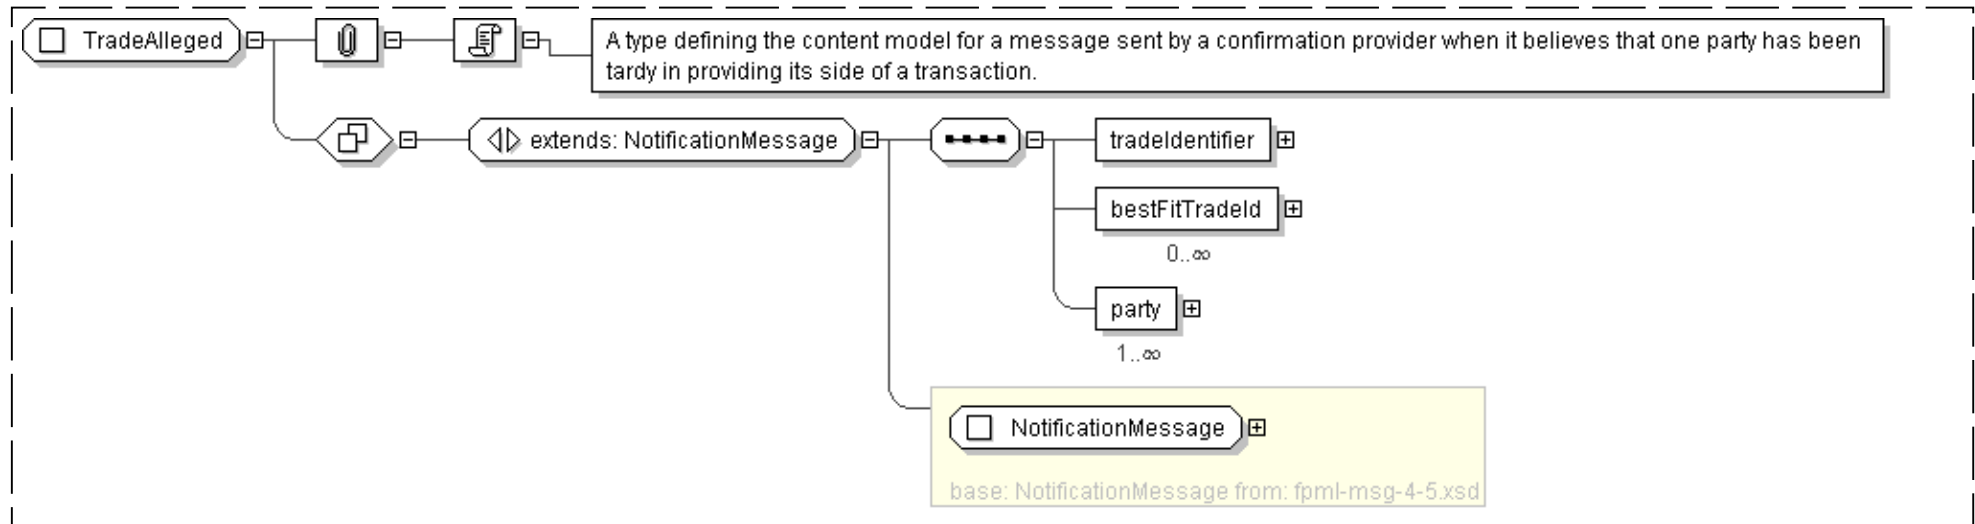 TradeAlleged
A type defining the content model for a message sent by a confirmation provider when it believes that one party has been
tardy in providing its side of a transaction.
extends: NotificationMessage
tradeIdentifier
bestFitTradeId
0..∞
party
1..∞
NotificationMessage
base: NotificationMessage from: fpml-msg-4-5.xsd